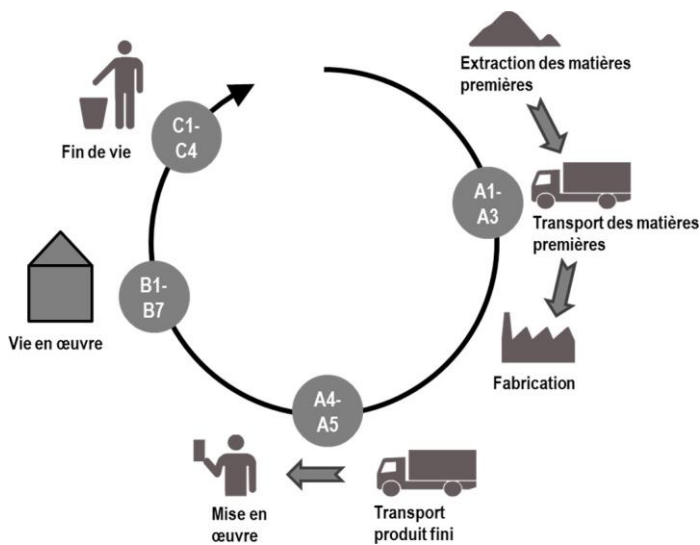 Extraction des matières
premières
A1-
A3
Transport des matières
premières
Fabrication
A4-
A5
Transport
produit fini
Mise en
œuvre
B1-
B7
Vie en œuvre
C1-
C4
Fin de vie